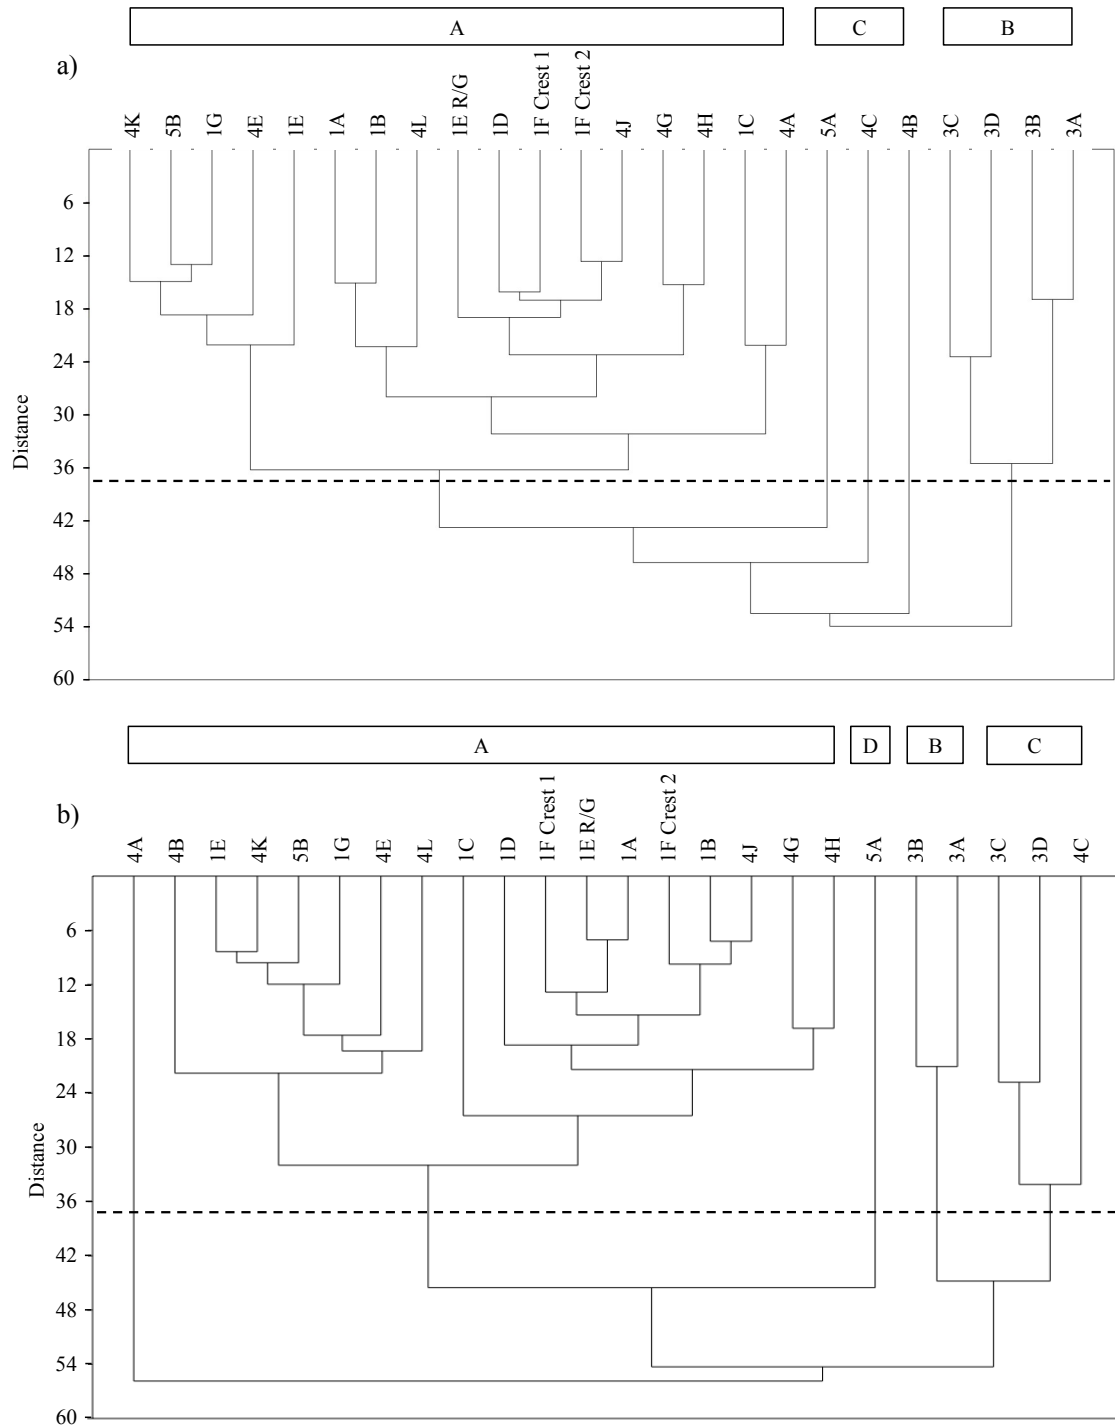 A C B
a)
4K 5B 1G 4E 1E 1A 1B 4L 1E R/G 1D 1F Crest 1 1F Crest 2 4J 4G 4H 1C 4A 5A 4C 4B 3C 3D 3B 3A
6
12
18
24
30
36
42
48
54
60
Distance
A D B C
b)
4A 4B 1E 4K 5B 1G 4E 4L 1C 1D 1F Crest 1 1E R/G 1A 1F Crest 2 1B 4J 4G 4H 5A 3B 3A 3C 3D 4C
6
12
18
24
30
36
42
48
54
60
Distance